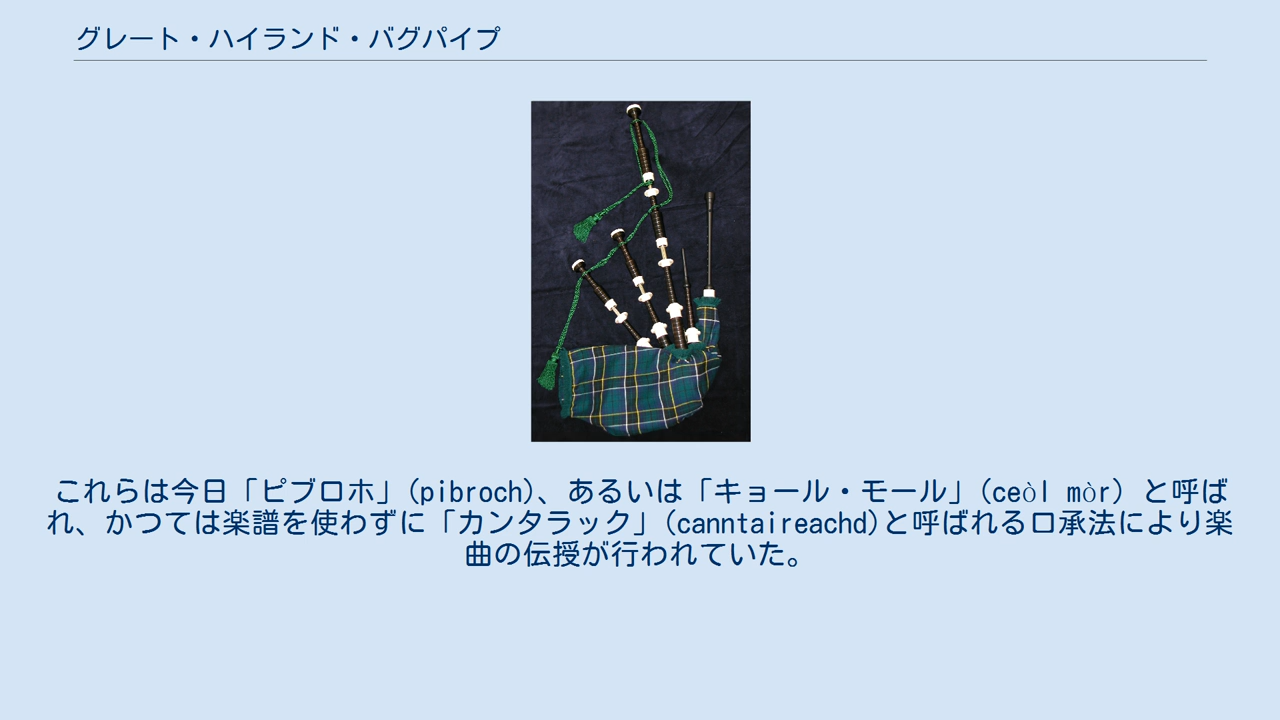 グレート・ハイランド・バグパイプ
これらは今日「ピブロホ」(pibroch)、あるいは「キョール・モール」(ceòl mòr) と呼ば
れ、かつては楽譜を使わずに「カンタラック」(canntaireachd)と呼ばれる口承法により楽
曲の伝授が行われていた。